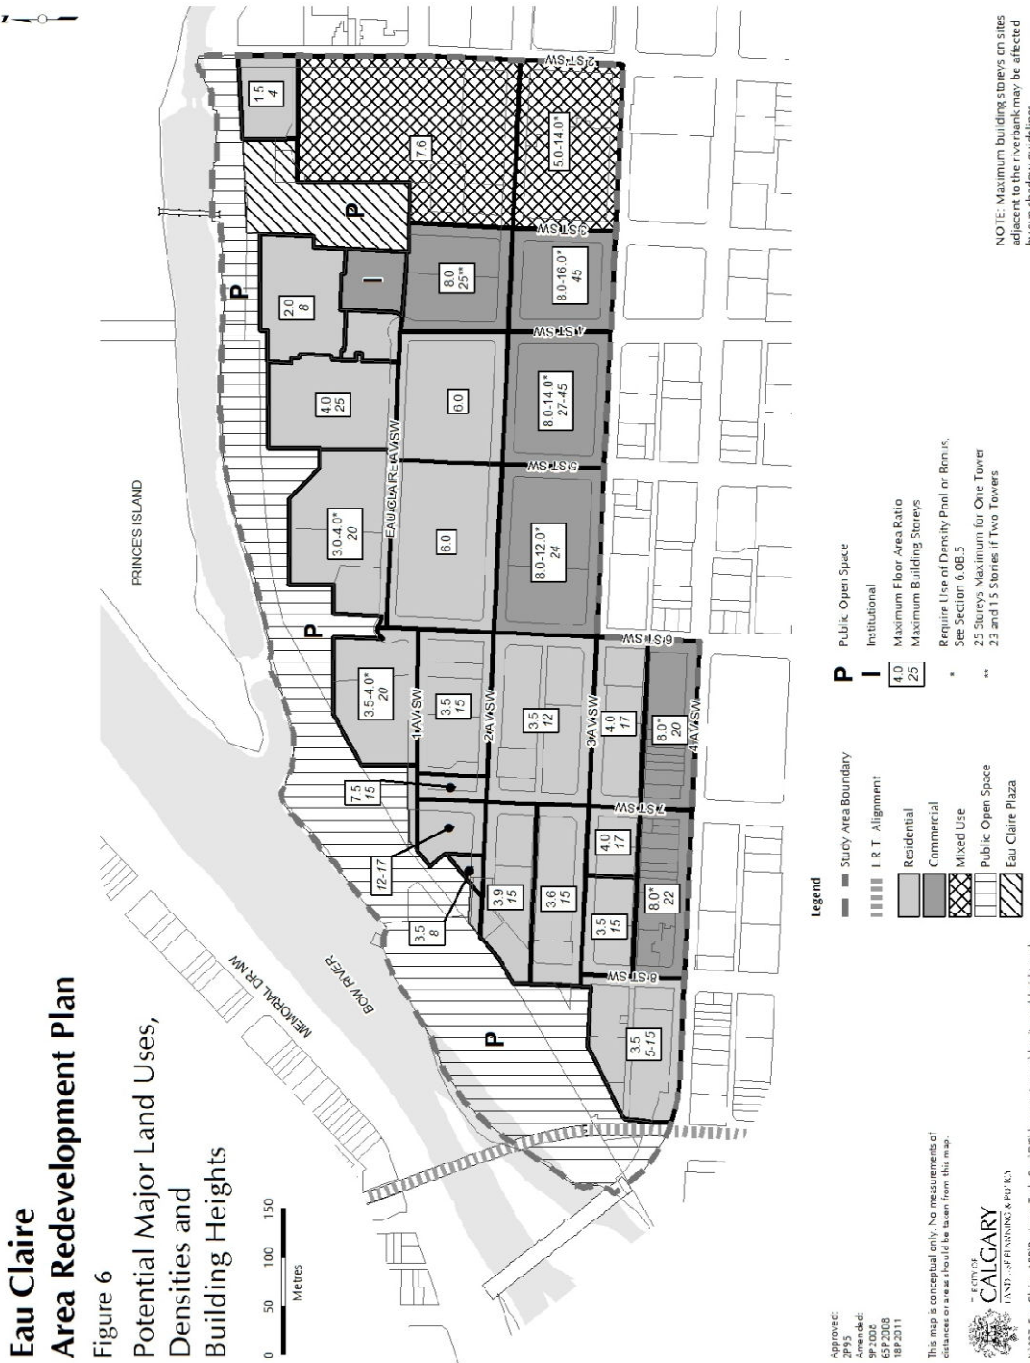 Eau Claire
Area Redevelopment Plan
Figure 6
Potential Major Land Uses,
Densities and
Building Heights
0 50 100 150
Metres
PRINCE'S ISLAND
MEMORIAL DR NW
BOW RIVER
P
P
P
P
I
1.5
4
7.6
5.0-14.0*
2.0
8
8.0
25**
8.0-16.0*
45
4.0
25
6.0
8.0-14.0*
27-45
3.0-4.0*
20
6.0
8.0-12.0*
24
3.5-4.0*
20
3.5
15
3.5
12
4.0
17
8.0*
20
7.5
15
12-17
3.5
8
3.9
15
3.6
15
4.0
17
3.5
15
8.0*
22
3.5
5-15
2 ST SW
3 ST SW
4 ST SW
5 ST SW
6 ST SW
7 ST SW
8 ST SW
EAU CLAIRE AV SW
1 AV SW
2 AV SW
3 AV SW
4 AV SW
Legend
Study Area Boundary
L R T Alignment
Residential
Commercial
Mixed Use
Public Open Space
Eau Claire Plaza
P Public Open Space
I Institutional
4.0 Maximum Floor Area Ratio
25 Maximum Building Storeys
* Require Use of Density Pool or Bonus,
See Section 6.0B.5
** 25 Storeys Maximum for One Tower
23 and 15 Stories if Two Towers
NOTE: Maximum building storeys on sites
adjacent to the riverbank may be affected
Approved:
2P95
Amended:
9P2008
65P2008
18P2011
This map is conceptual only. No measurements of
distances or areas should be taken from this map.
THE CITY OF
CALGARY
LAND USE PLANNING & POLICY